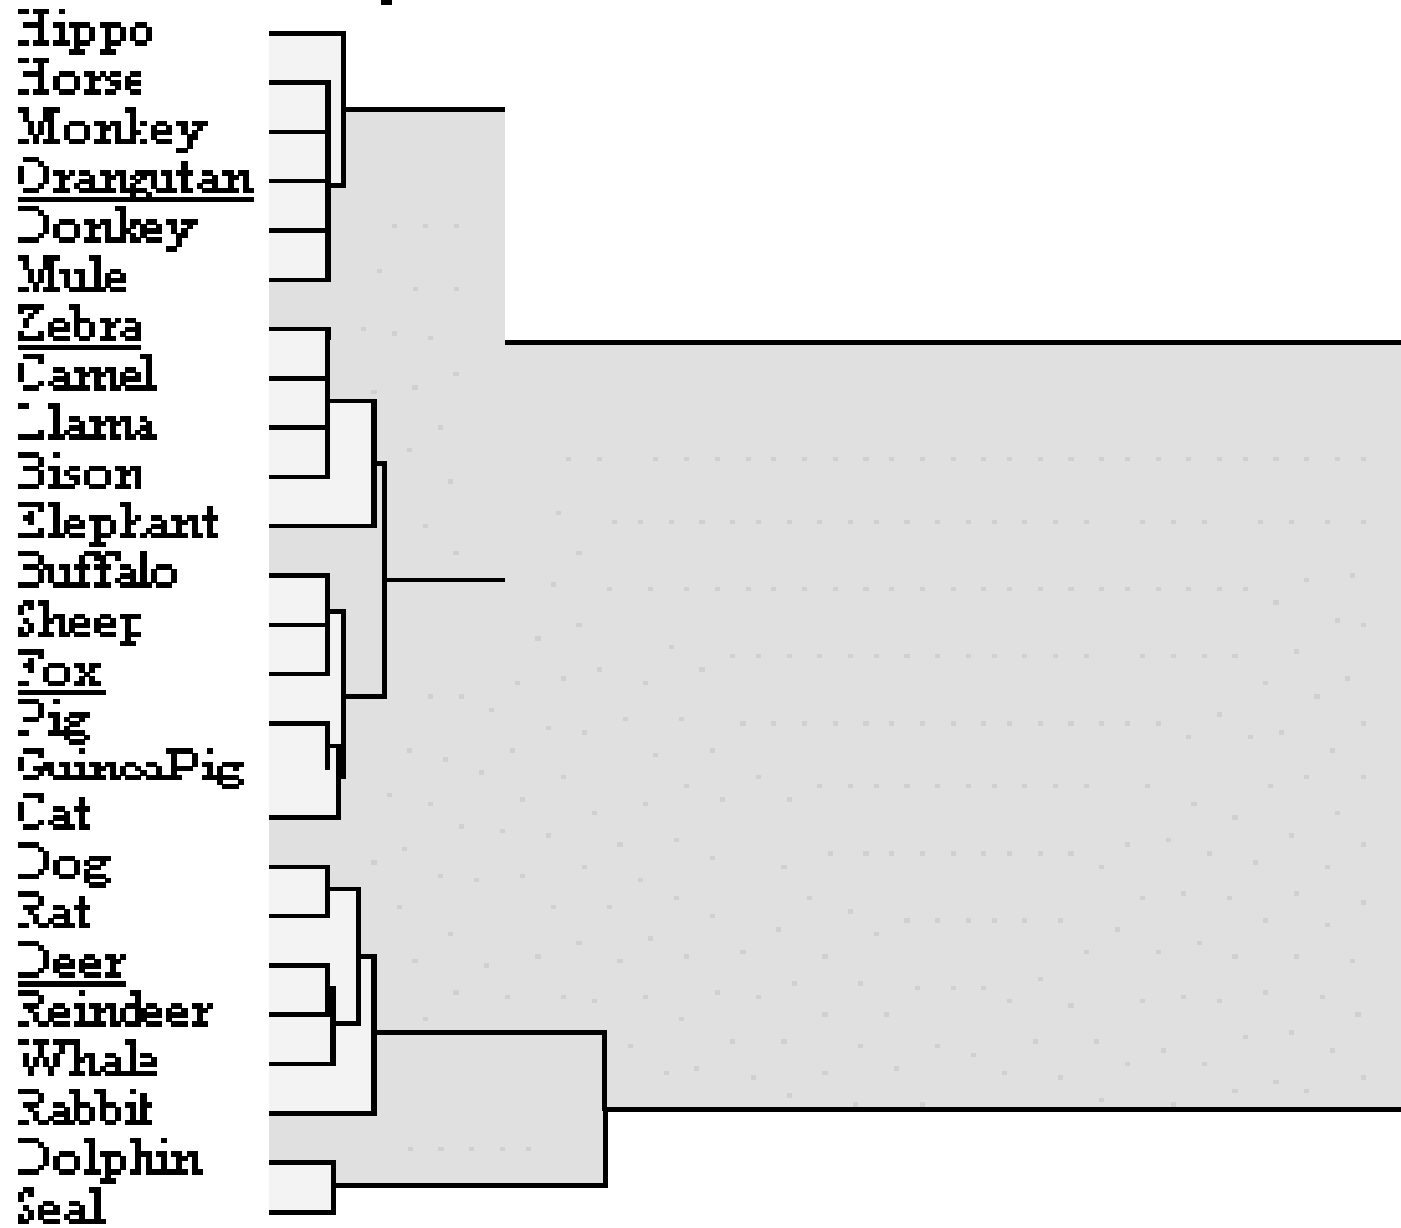 Hippo
Horse
Monkey
Orangutan
Donkey
Mule
Zebra
Camel
Llama
Bison
Elephant
Buffalo
Sheep
Fox
Pig
GuineaPig
Cat
Dog
Rat
Deer
Reindeer
Whale
Rabbit
Dolphin
Seal